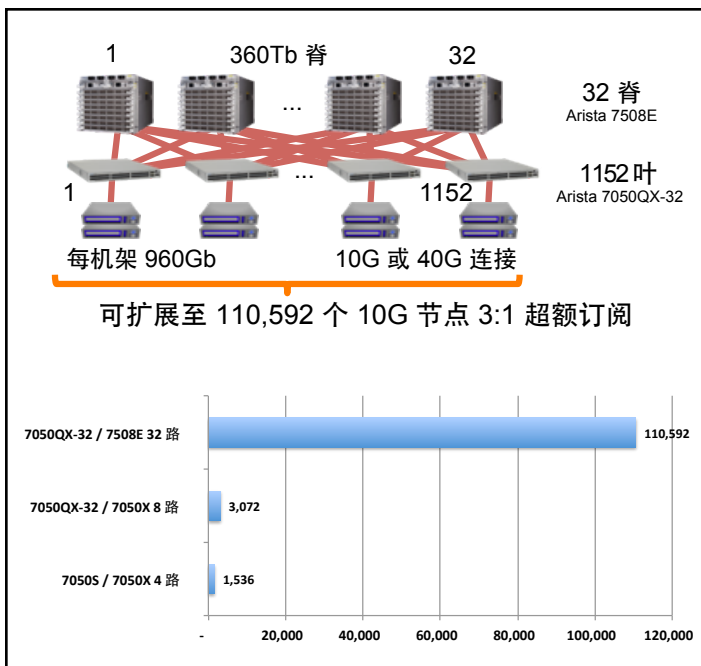 1
360Tb 脊
32
...
32 脊
Arista 7508E
...
1152 叶
Arista 7050QX-32
1
1152
每机架 960Gb
10G 或 40G 连接
可扩展至 110,592 个 10G 节点 3:1 超额订阅
7050QX-32 / 7508E 32 路
110,592
7050QX-32 / 7050X 8 路
3,072
7050S / 7050X 4 路
1,536
- 20,000 40,000 60,000 80,000 100,000 120,000